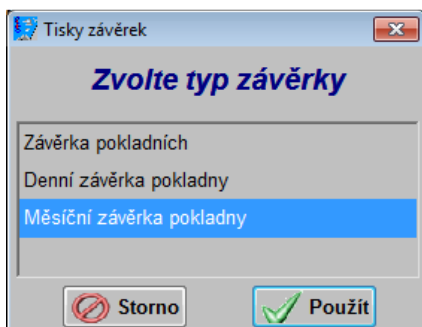 Tisky závěrek
Zvolte typ závěrky
Závěrka pokladních
Denní závěrka pokladny
Měsíční závěrka pokladny
Storno
Použít